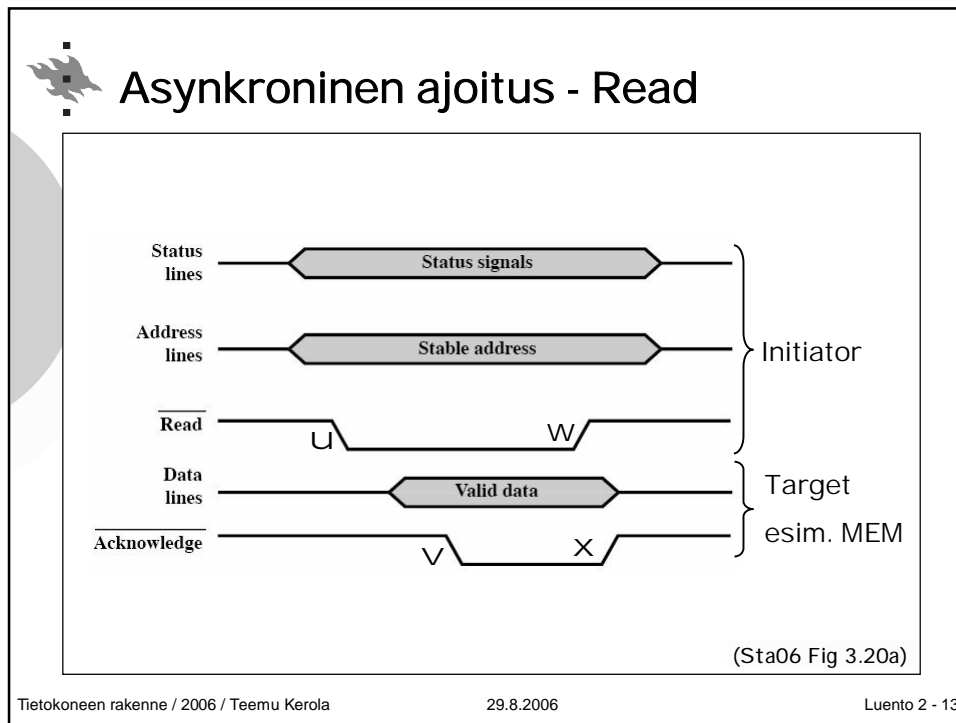 Asynkroninen ajoitus - Read
Status
lines
Status signals
Address
lines
Stable address
Initiator
Read
u
w
Data
lines
Valid data
Target
esim. MEM
Acknowledge
v
x
(Sta06 Fig 3.20a)
Tietokoneen rakenne / 2006 / Teemu Kerola 29.8.2006 Luento 2 - 13